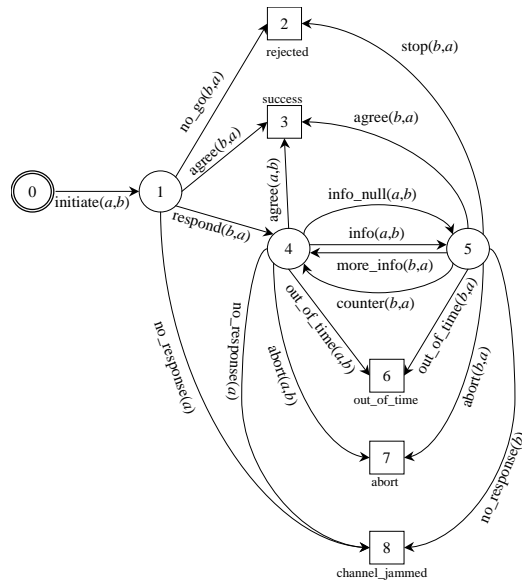 2
rejected
stop(b,a)
no_go(b,a)
success
3
agree(b,a)
agree(b,a)
agree(a,b)
0
initiate(a,b)
1
respond(b,a)
info_null(a,b)
4
info(a,b)
5
more_info(b,a)
counter(b,a)
no_response(a)
no_response(a)
out_of_time(a,b)
out_of_time(b,a)
abort(a,b)
abort(b,a)
no_response(b)
6
out_of_time
7
abort
8
channel_jammed